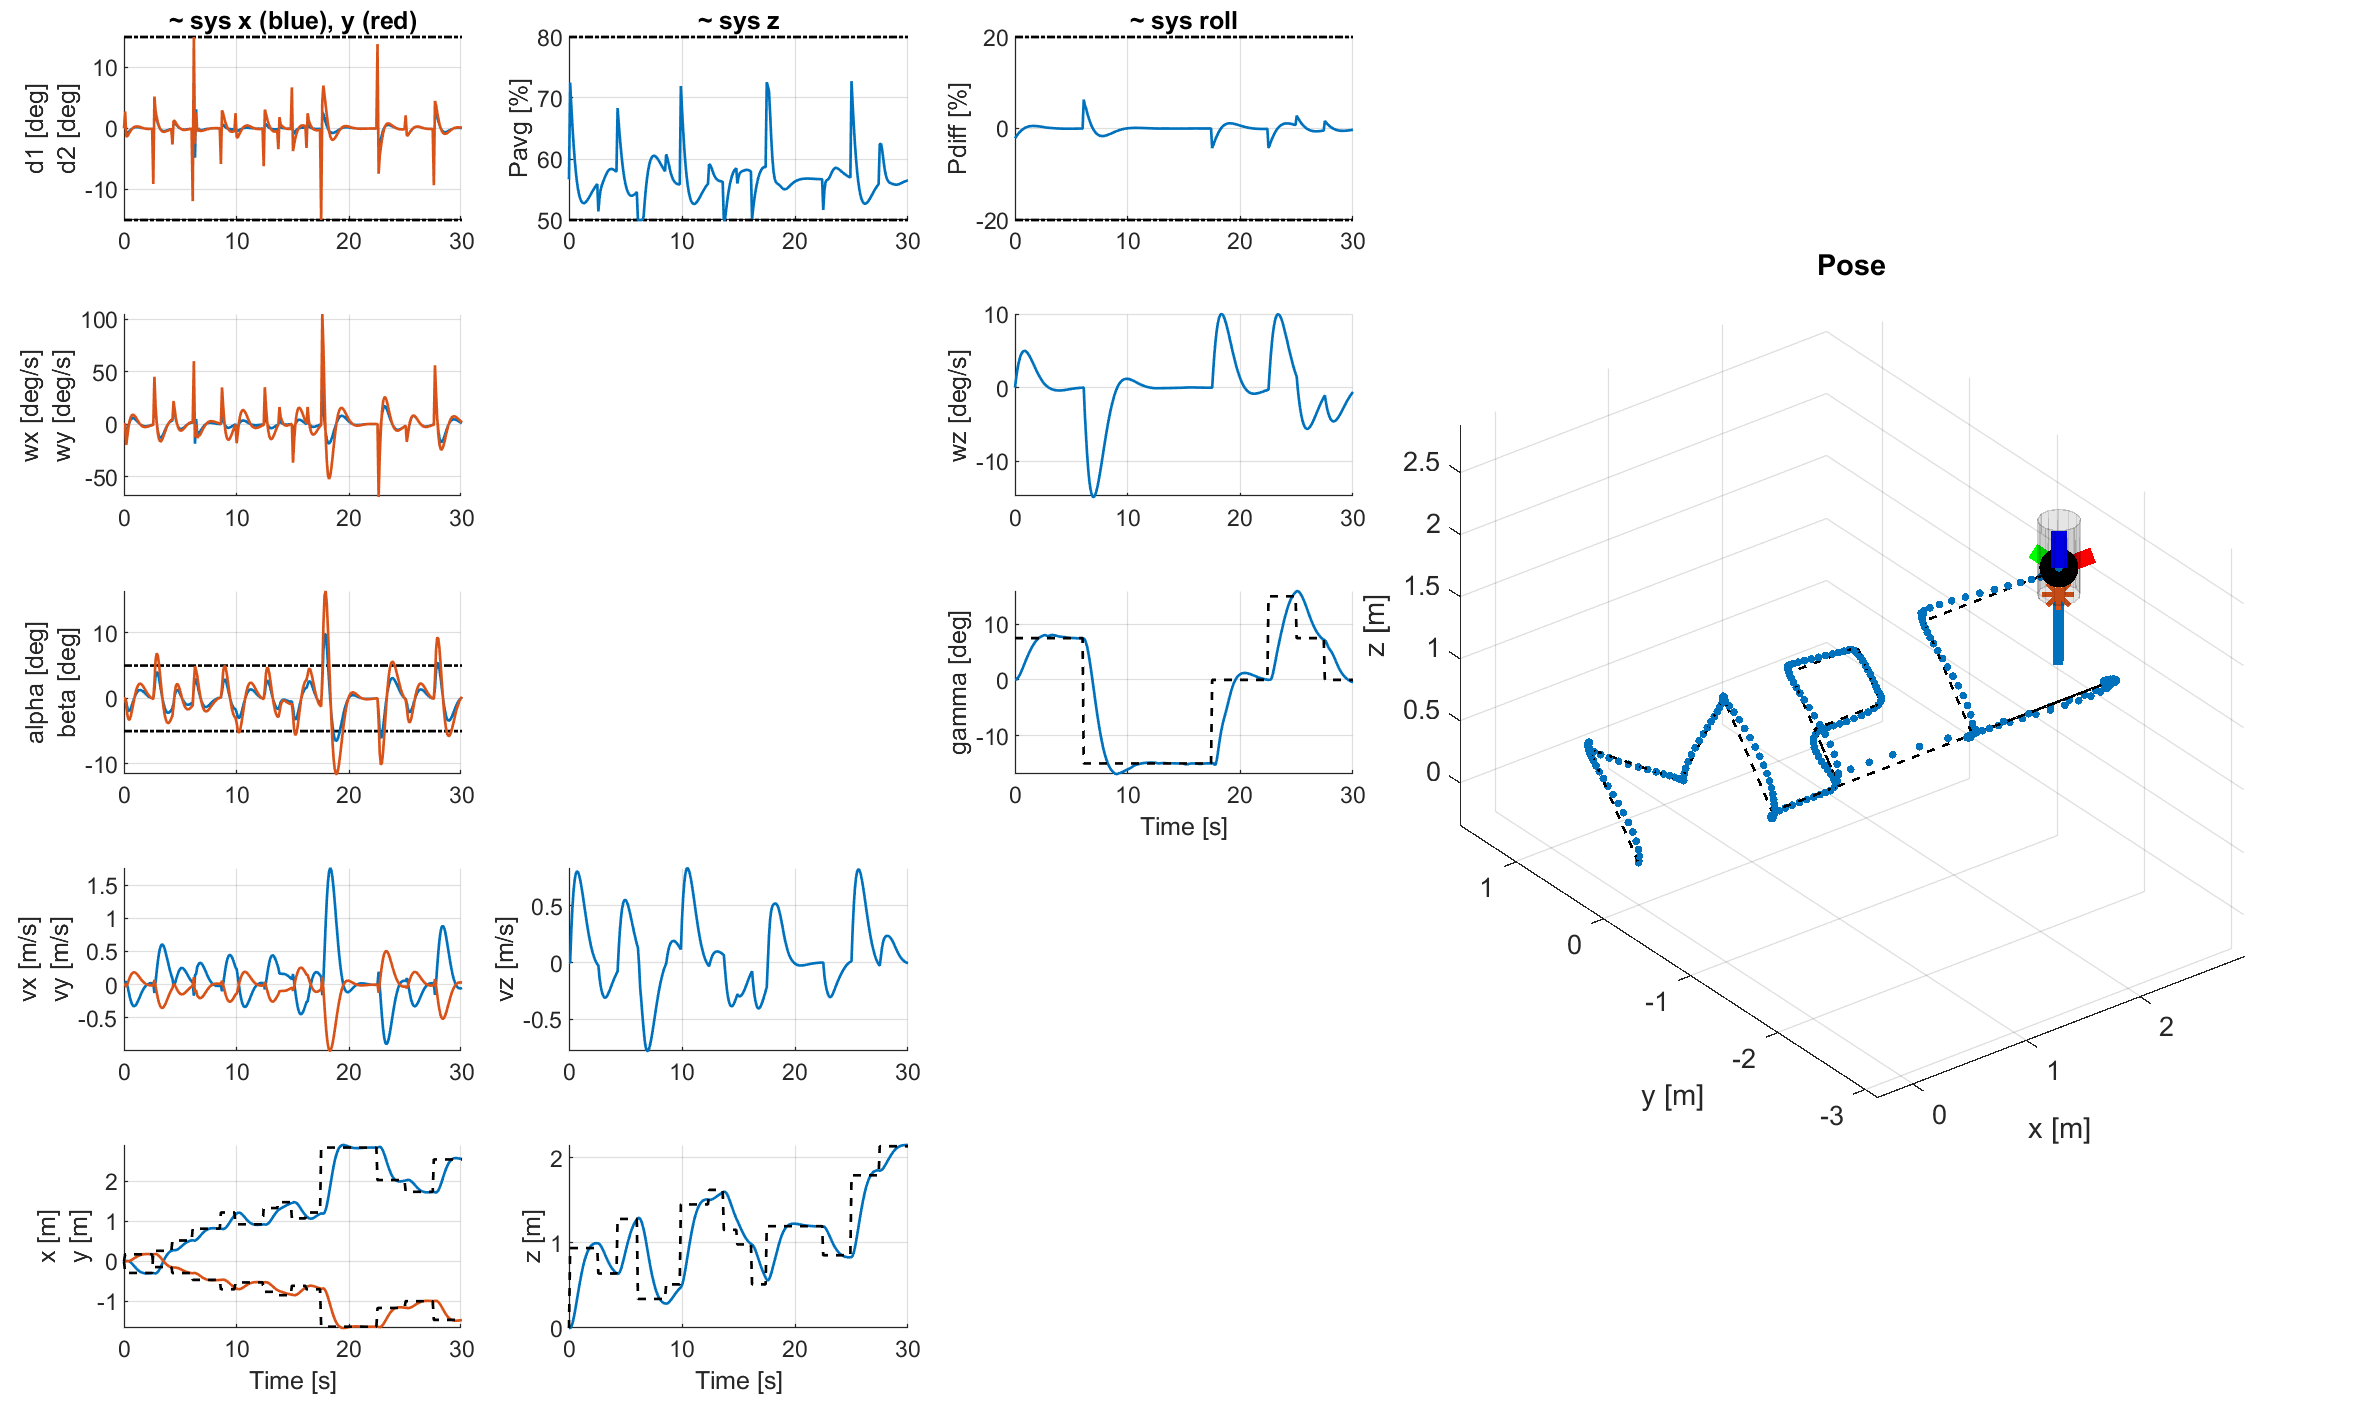 ~ sys x (blue), y (red)
~ sys z
~ sys roll
d1 [deg]
d2 [deg]
10
0
-10
0 10 20 30
Pavg [%]
80
70
60
50
0 10 20 30
Pdiff [%]
20
0
-20
0 10 20 30
wx [deg/s]
wy [deg/s]
100
50
0
-50
0 10 20 30
wz [deg/s]
10
0
-10
0 10 20 30
alpha [deg]
beta [deg]
10
0
-10
0 10 20 30
gamma [deg]
10
0
-10
0 10 20 30
Time [s]
vx [m/s]
vy [m/s]
1.5
1
0.5
0
-0.5
0 10 20 30
vz [m/s]
0.5
0
-0.5
0 10 20 30
x [m]
y [m]
2
1
0
-1
0 10 20 30
Time [s]
z [m]
2
1
0
0 10 20 30
Time [s]
Pose
z [m]
2.5
2
1.5
1
0.5
0
1
0
-1
-2
-3
y [m]
0
1
2
x [m]
MPC